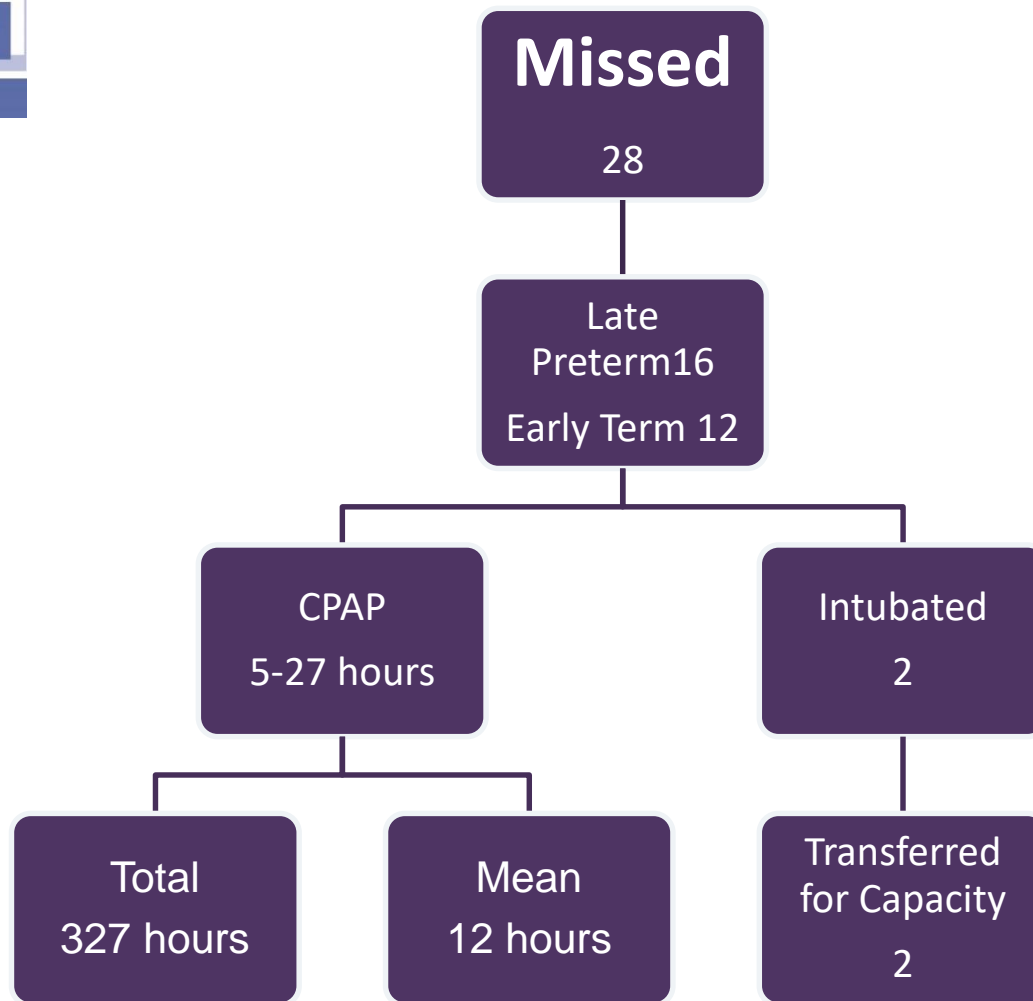 Missed
28
Late
Preterm16
Early Term 12
CPAP
5-27 hours
Intubated
2
Total
327 hours
Mean
12 hours
Transferred
for Capacity
2